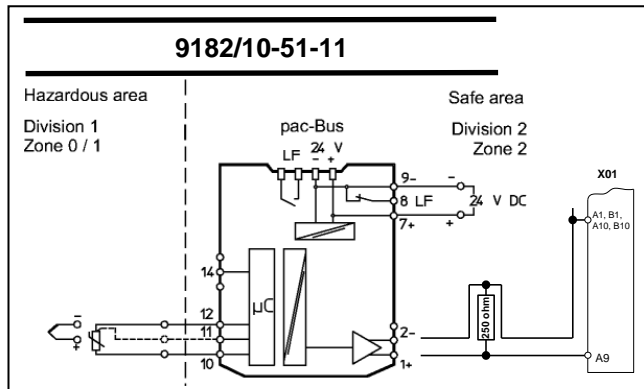 9182/10-51-11
Hazardous area
Safe area
Division 1
Zone 0 / 1
pac-Bus
Division 2
Zone 2
LF
24 V
- +
X01
9-
-
8 LF
24 V DC
7+
+
A1, B1,
A10, B10
14
µC
12
-
11
+
10
2-
1+
250 ohm
A9